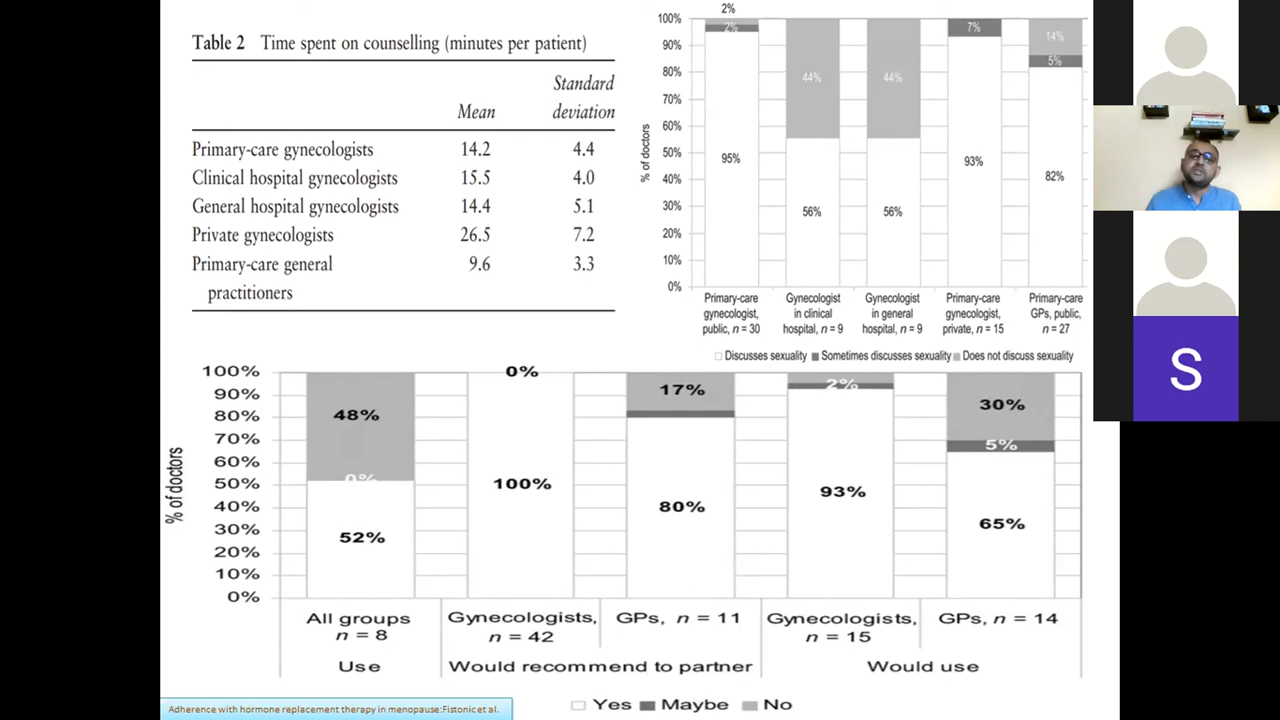 Table 2 Time spent on counselling (minutes per patient)
Standard
Mean deviation
Primary-care gynecologists 14.2 4.4
Clinical hospital gynecologists 15.5 4.0
General hospital gynecologists 14.4 5.1
Private gynecologists 26.5 7.2
Primary-care general 9.6 3.3
practitioners
% of doctors
100%
90%
80%
70%
60%
50%
40%
30%
20%
10%
0%
2%
2%
95%
44%
56%
44%
56%
7%
93%
14%
5%
82%
Primary-care
gynecologist,
public, n = 30
Gynecologist
in clinical
hospital, n = 9
Gynecologist
in general
hospital, n = 9
Primary-care
gynecologist,
private, n = 15
Primary-care
GPs, public,
n = 27
Discusses sexuality Sometimes discusses sexuality Does not discuss sexuality
S
% of doctors
100%
90%
80%
70%
60%
50%
40%
30%
20%
10%
0%
48%
0%
52%
0%
100%
17%
80%
2%
93%
30%
5%
65%
All groups
n = 8
Gynecologists,
n = 42
GPs, n = 11
Gynecologists,
n = 15
GPs, n = 14
Use Would recommend to partner Would use
Yes Maybe No
Adherence with hormone replacement therapy in menopause:Fistonic et al.